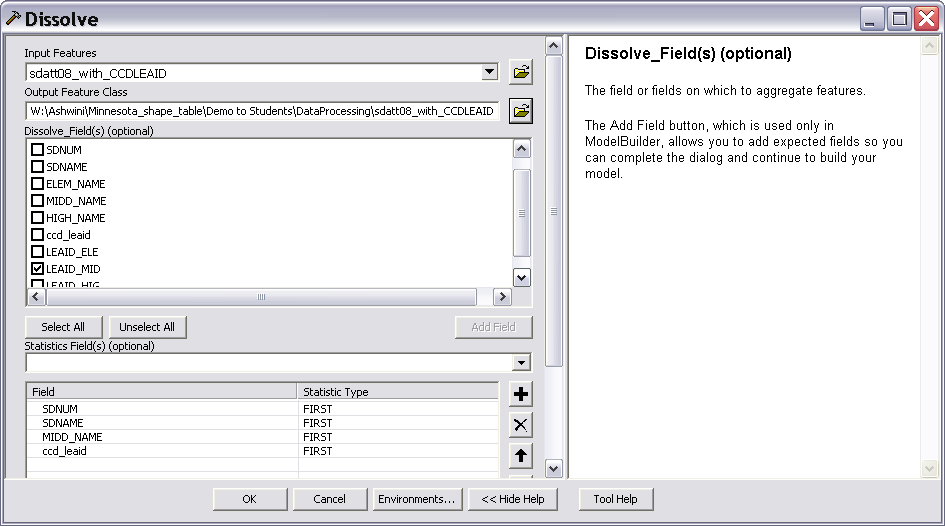 Dissolve
Input Features
sdatt08_with_CCDLEAID
Output Feature Class
W:\Ashwini\Minnesota_shape_table\Demo to Students\DataProcessing\sdatt08_with_CCDLEAID
Dissolve_Field(s) (optional)
SDNUM
SDNAME
ELEM_NAME
MIDD_NAME
HIGH_NAME
ccd_leaid
LEAID_ELE
LEAID_MID
LEAID_HIG
Select All Unselect All Add Field
Statistics Field(s) (optional)
Field Statistic Type
SDNUM FIRST
SDNAME FIRST
MIDD_NAME FIRST
ccd_leaid FIRST
OK Cancel Environments... << Hide Help Tool Help
Dissolve_Field(s) (optional)
The field or fields on which to aggregate features.
The Add Field button, which is used only in
ModelBuilder, allows you to add expected fields so you
can complete the dialog and continue to build your
model.